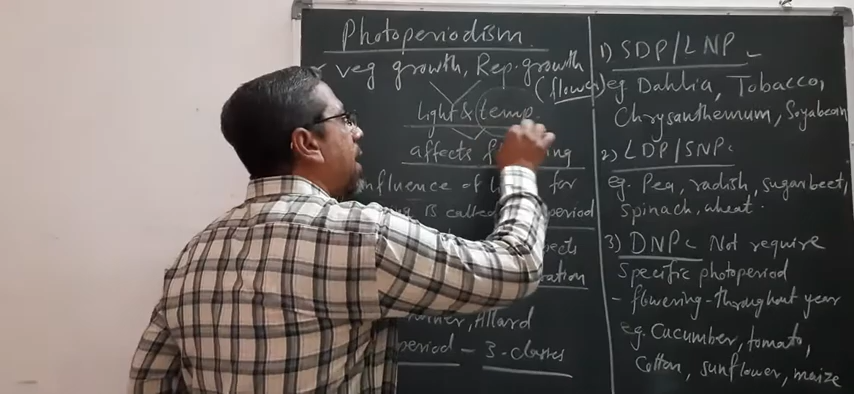 Photoperiodism.
veg growth, Rep. growth
(flower)
light & temp.
affects
influence of for
is called period
Garner, Allard
period - 3-classes
1) SDP/LNP
eg. Dahlia, Tobacco,
Chrysanthemum, Soyabean
2) LDP/SNP
eg. Pea, radish, sugarbeet,
spinach, wheat.
3) DNP Not require
specific photoperiod
- flowering - throughout year
eg. Cucumber, tomato,
Cotton, sunflower, maize